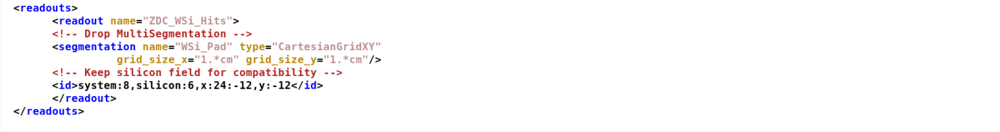 <readouts>
<readout name="ZDC_WSi_Hits">
<!-- Drop MultiSegmentation -->
<segmentation name="WSi_Pad" type="CartesianGridXY"
grid_size_x="1.*cm" grid_size_y="1.*cm"/>
<!-- Keep silicon field for compatibility -->
<id>system:8,silicon:6,x:24:-12,y:-12</id>
</readout>
</readouts>